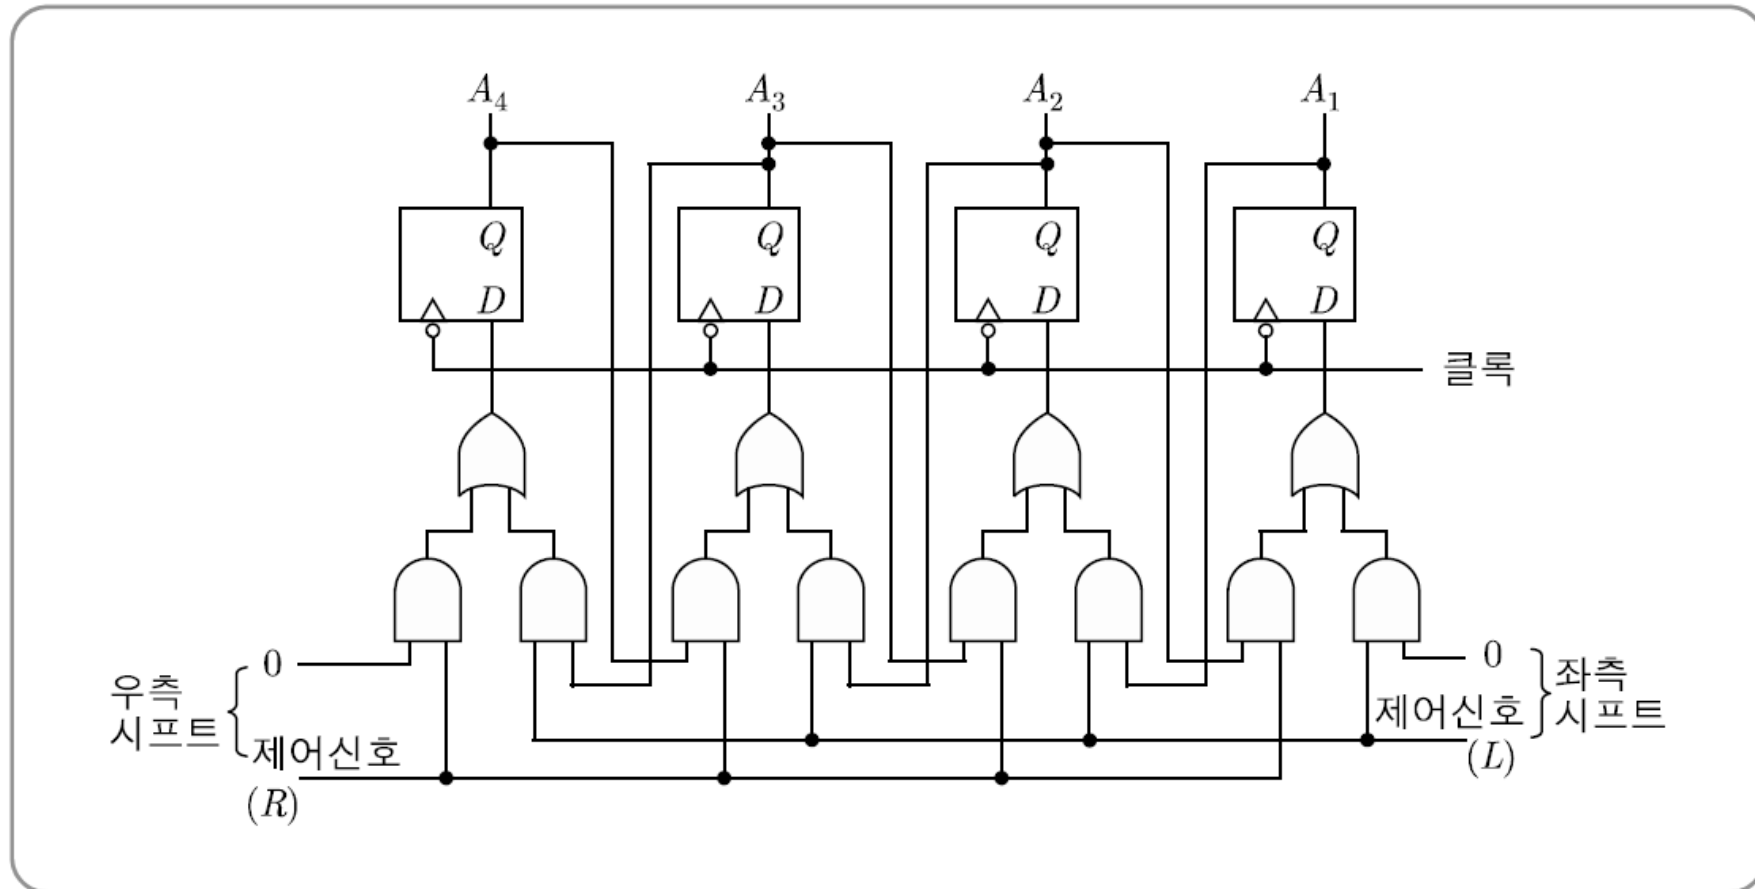 A₄ A₃ A₂ A₁
Q Q Q Q
D D D D
클록
0 0
우측
시프트
제어신호
(R)
좌측
시프트
제어신호
(L)